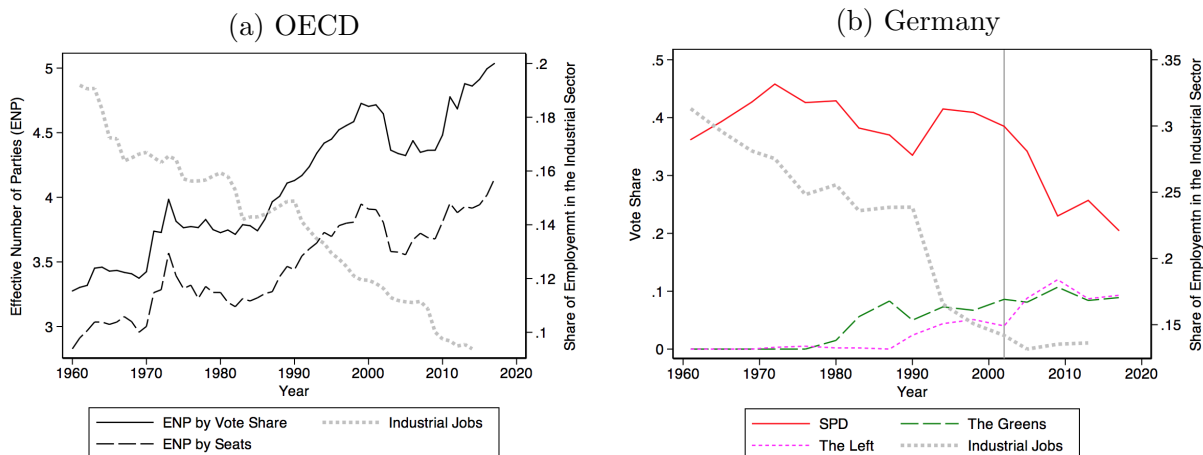 (a) OECD
Effective Number of Parties (ENP)
5
4.5
4
3.5
3
.2
.18
.16
.14
.12
.1
Share of Employemnt in the Industrial Sector
1960 1970 1980 1990 2000 2010 2020
Year
ENP by Vote Share Industrial Jobs
ENP by Seats
(b) Germany
Vote Share
.5
.4
.3
.2
.1
0
.35
.3
.25
.2
.15
Share of Employemnt in the Industrial Sector
1960 1970 1980 1990 2000 2010 2020
Year
SPD The Greens
The Left Industrial Jobs